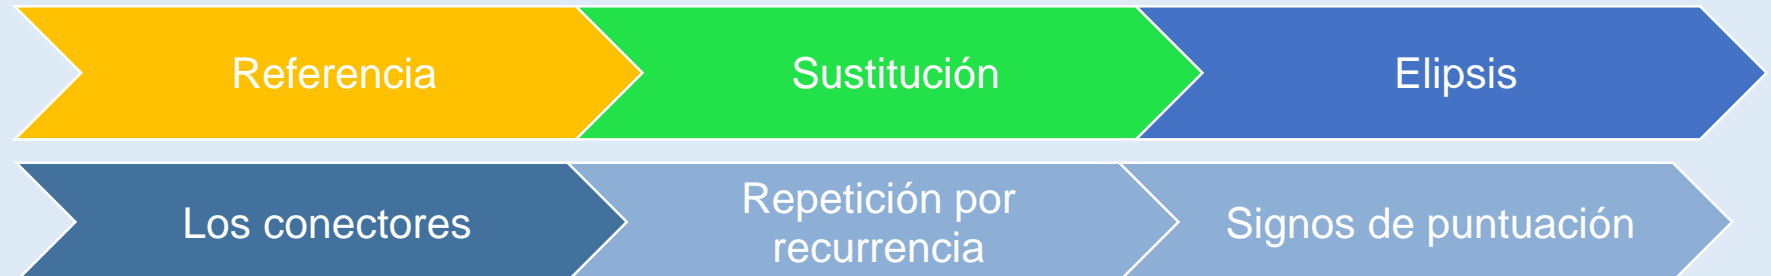 Referencia
Sustitución
Elipsis
Los conectores
Repetición por
recurrencia
Signos de puntuación